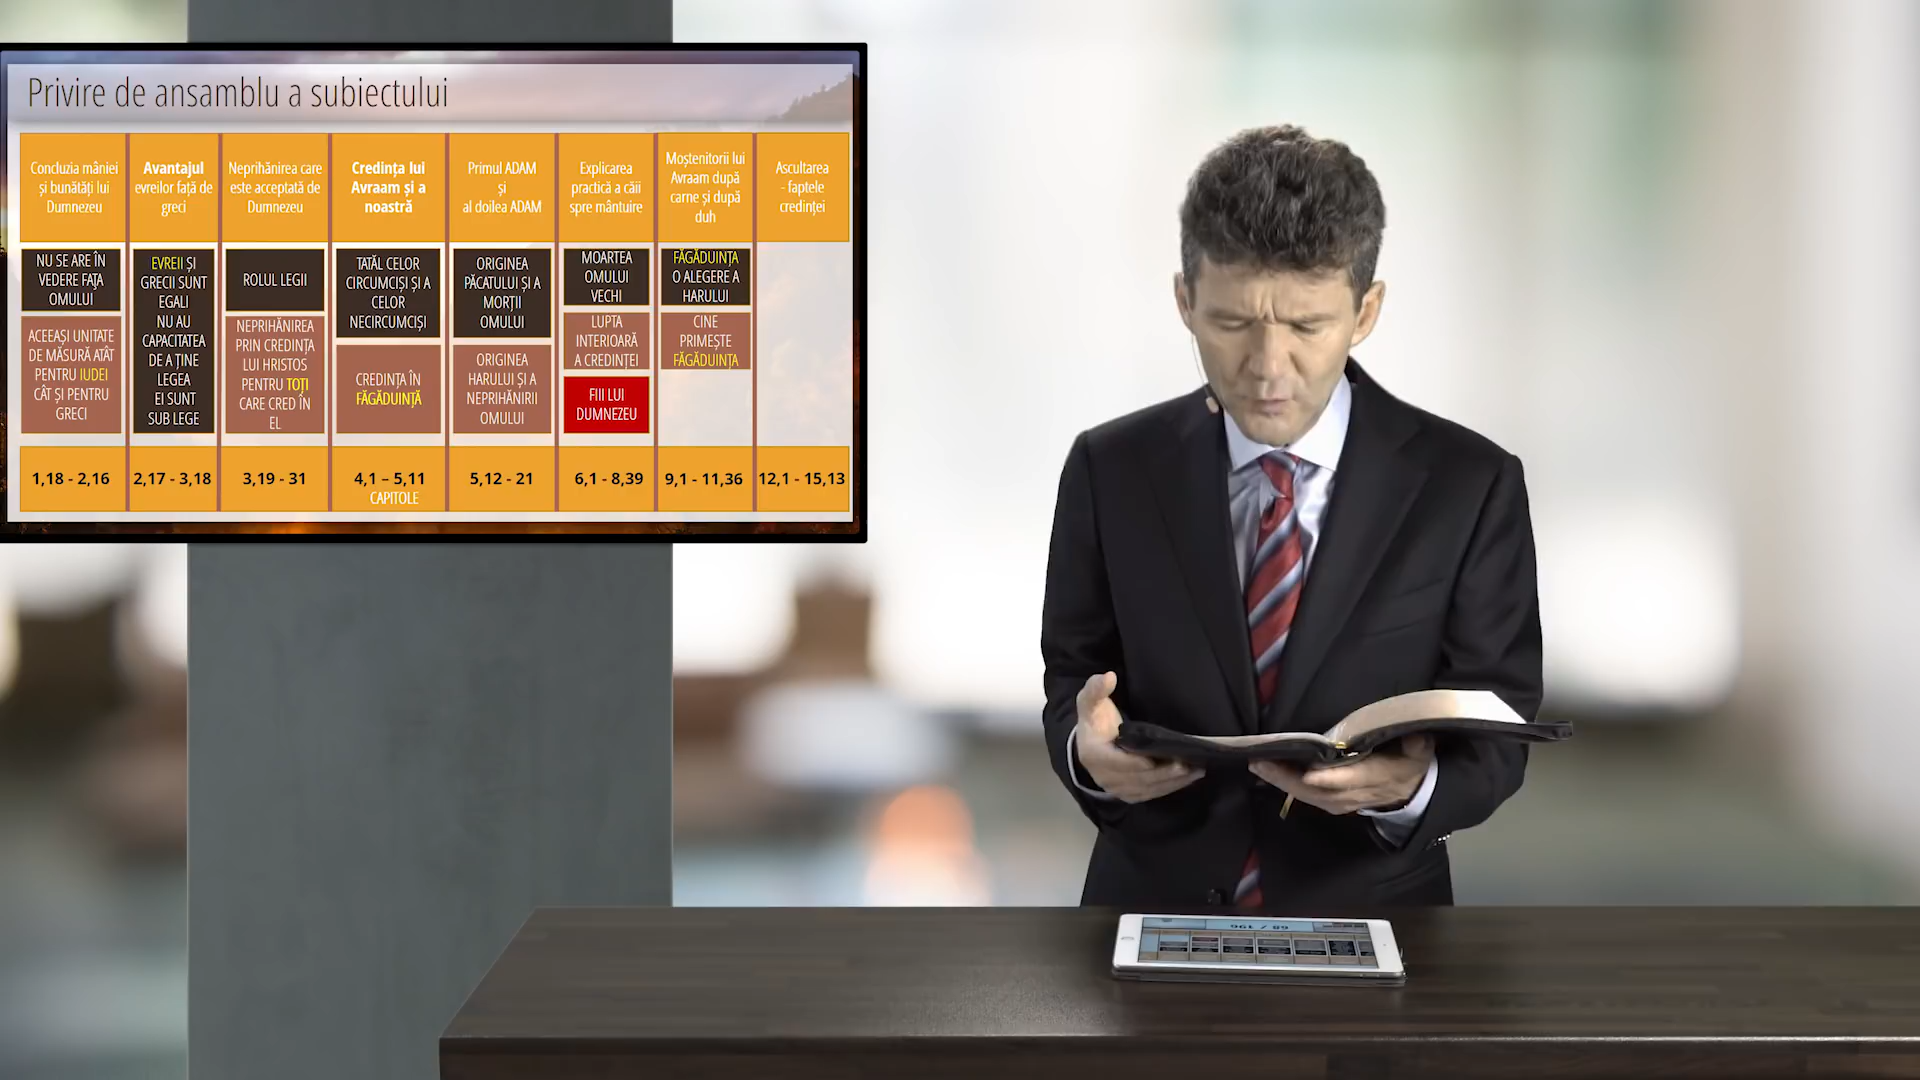 Privire de ansamblu a subiectului
Concluzia mâniei
și bunătăți lui
Dumnezeu
Avantajul
evreilor față de
greci
Neprihănirea care
este acceptată de
Dumnezeu
Credința lui
Avraam și a
noastră
Primul ADAM
și
al doilea ADAM
Explicarea
practică a căii
spre mântuire
Moștenitorii lui
Avraam după
carne și după
duh
Ascultarea
- faptele
credinței
NU SE ARE ÎN
VEDERE FAŢA
OMULUI
ACEEAȘI UNITATE
DE MĂSURĂ ATÂT
PENTRU IUDEI
CÂT ȘI PENTRU
GRECI
EVREII ȘI
GRECII SUNT
EGALI
NU AU
CAPACITATEA
DE A ȚINE
LEGEA
EI SUNT
SUB LEGE
ROLUL LEGII
NEPRIHĂNIREA
PRIN CREDINȚA
LUI HRISTOS
PENTRU TOȚI
CARE CRED ÎN
EL
TATĂL CELOR
CIRCUMCIȘI ȘI A
CELOR
NECIRCUMCIȘI
CREDINȚA ÎN
FĂGĂDUINȚĂ
ORIGINEA
PĂCATULUI ȘI A
MORȚII
OMULUI
ORIGINEA
HARULUI ȘI A
NEPRIHĂNIRII
OMULUI
MOARTEA
OMULUI
VECHI
LUPTA
INTERIOARĂ
A CREDINȚEI
FIII LUI
DUMNEZEU
FĂGĂDUINȚA
O ALEGERE A
HARULUI
CINE
PRIMEȘTE
FĂGĂDUINȚA
1,18 - 2,16
2,17 - 3,18
3,19 - 31
4,1 – 5,11
CAPITOLE
5,12 - 21
6,1 - 8,39
9,1 - 11,36
12,1 - 15,13
68 / 196